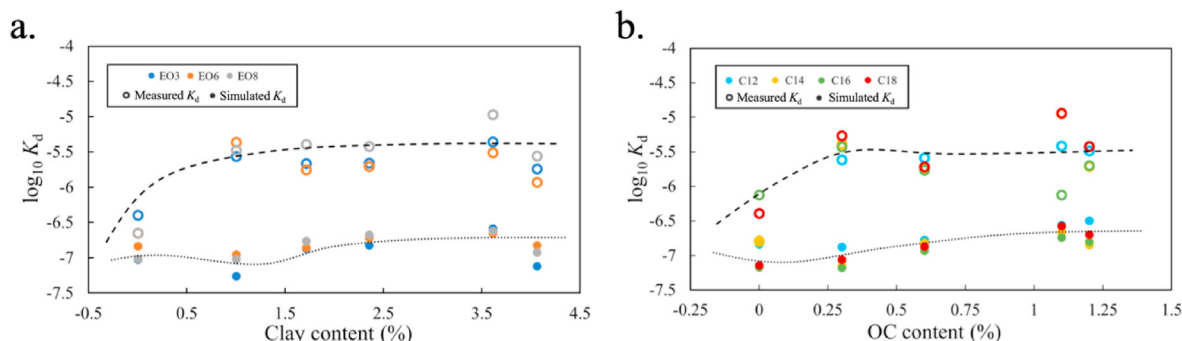 a.
-4
-4.5
-5
-5.5
-6
-6.5
-7
-7.5
log10 Kd
EO3 EO6 EO8
Measured Kd Simulated Kd
-0.5 0.5 1.5 2.5 3.5 4.5
Clay content (%)
b.
-4
-4.5
-5
-5.5
-6
-6.5
-7
-7.5
log10 Kd
C12 C14 C16 C18
Measured Kd Simulated Kd
-0.25 0 0.25 0.5 0.75 1 1.25 1.5
OC content (%)